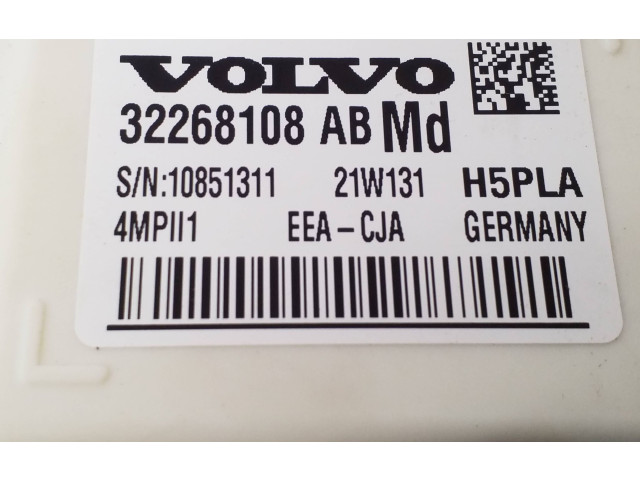 VOLVO
32268108 AB Md
S/N:10851311 21W131 H5PLA
4MPII1 EEA-CJA GERMANY